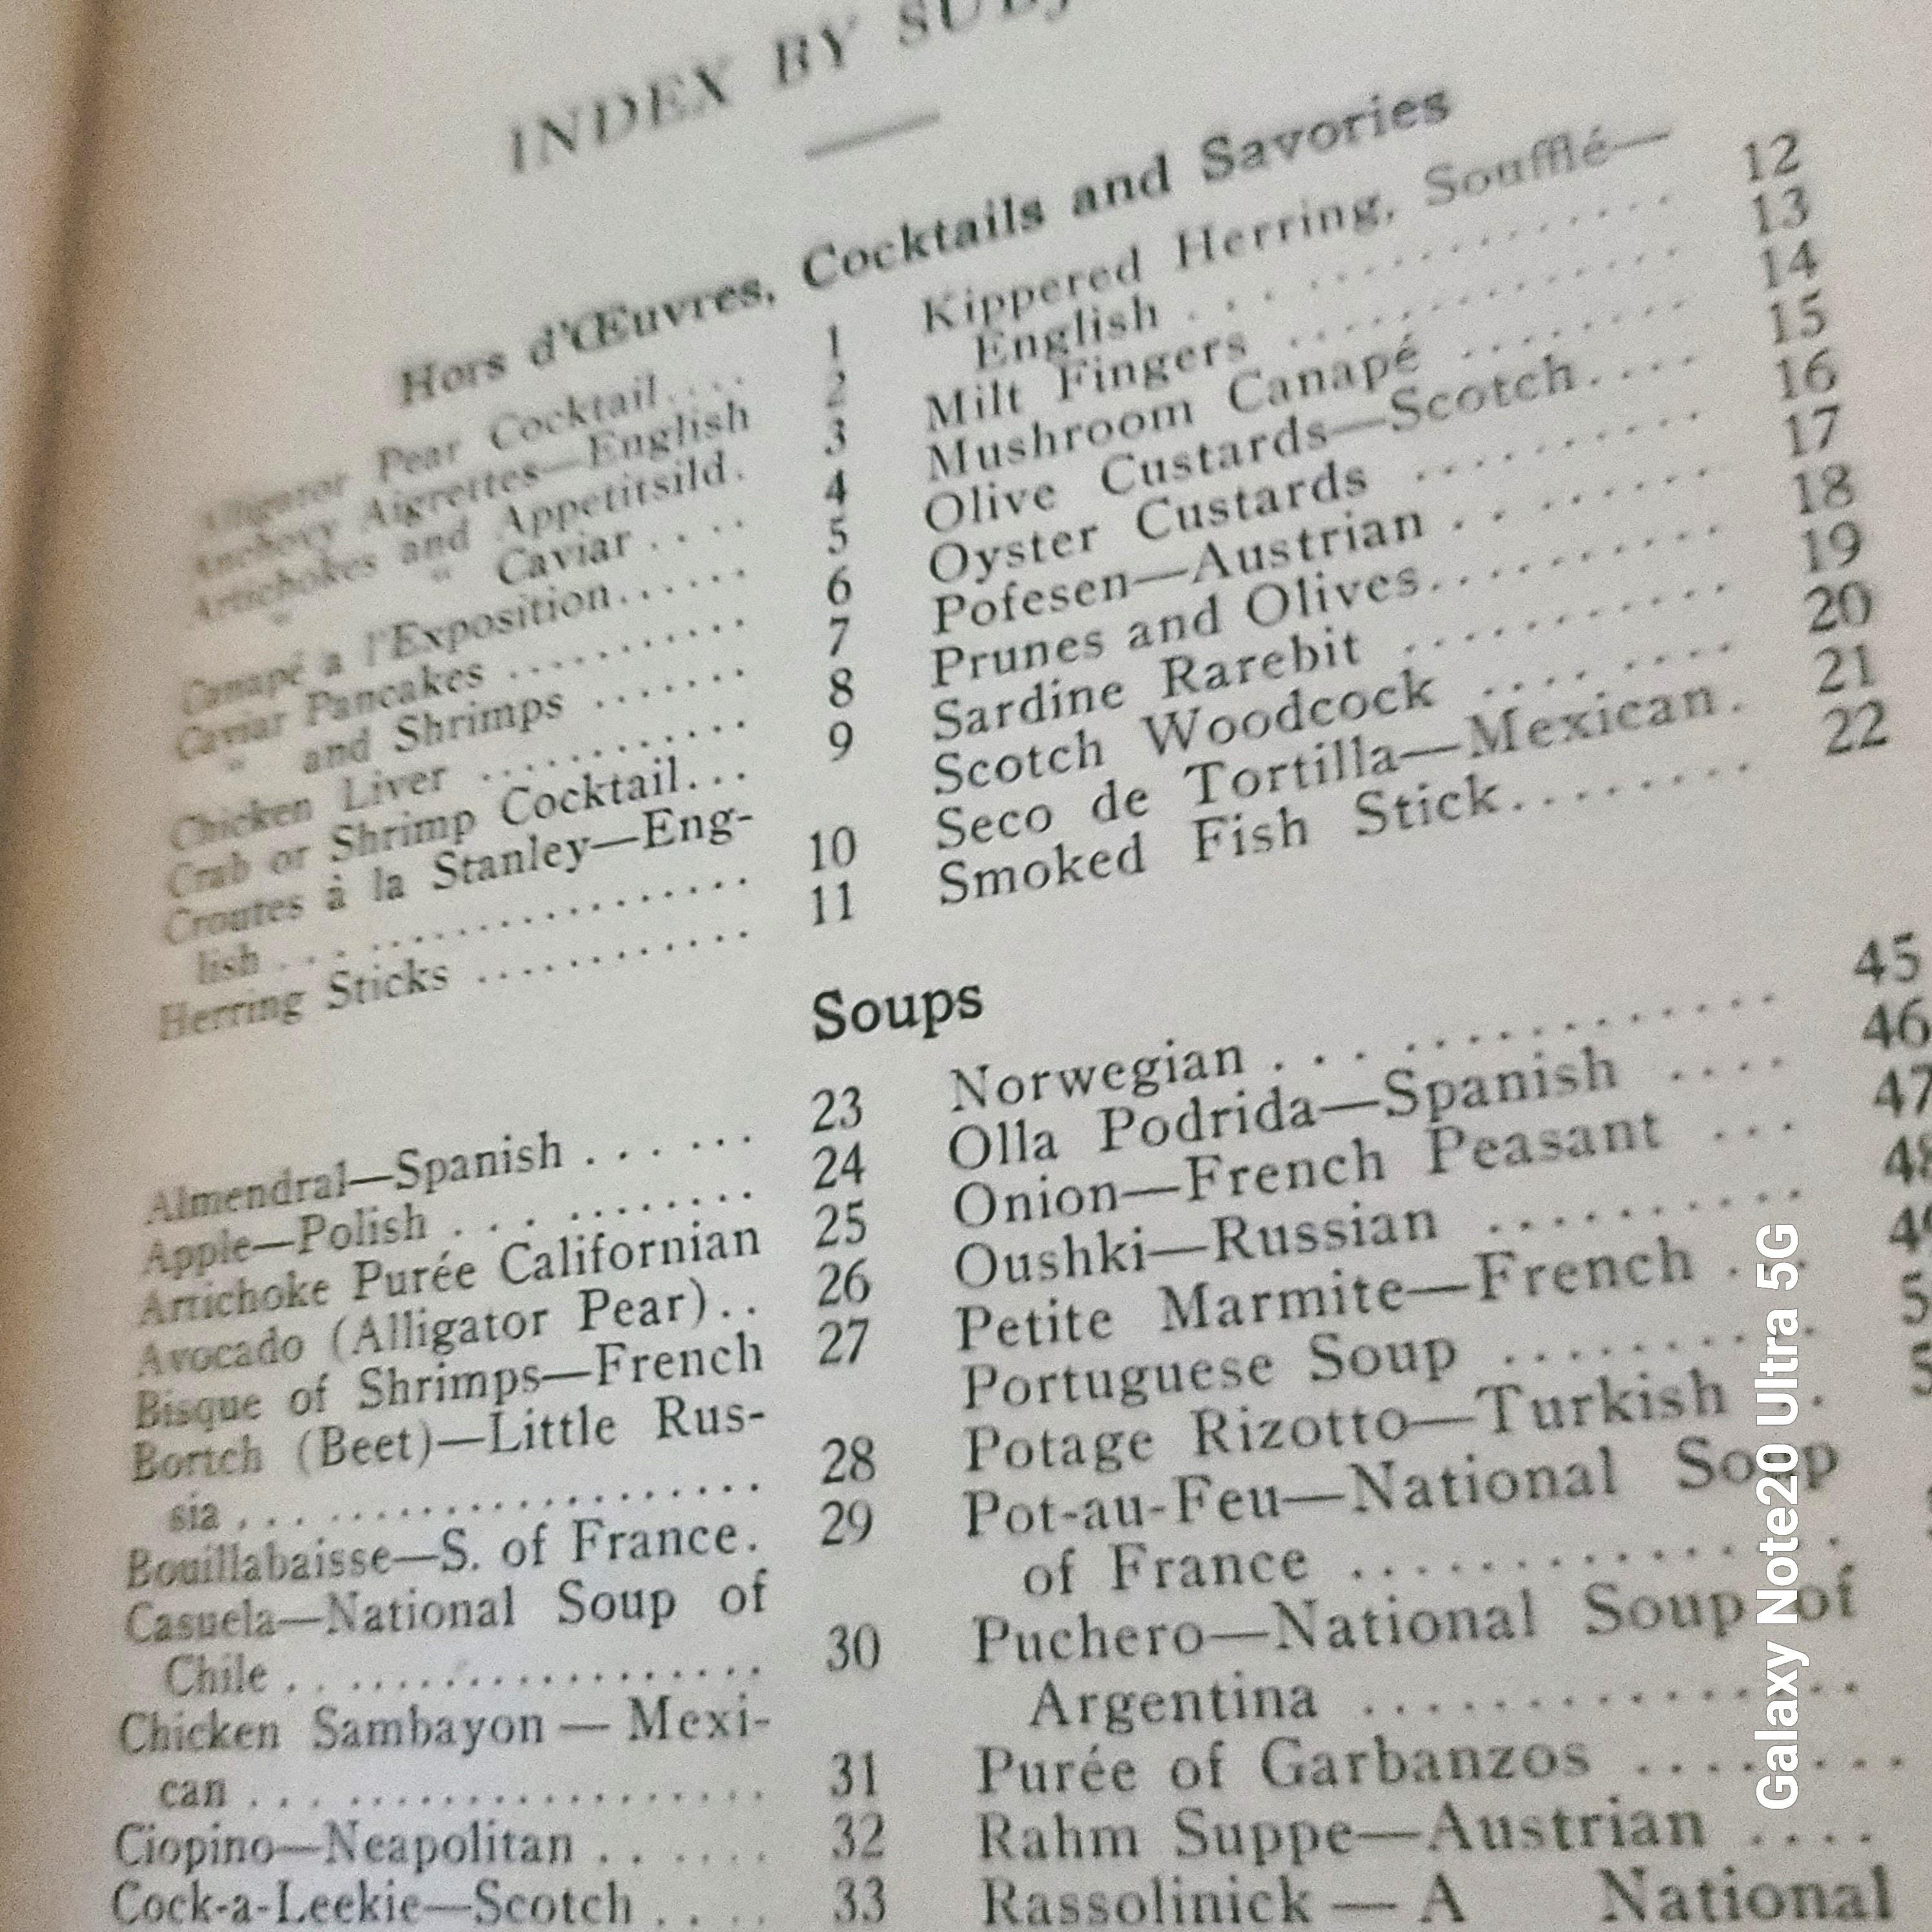 INDEX BY
Hors d'Œuvres, Cocktails and Savories
Alligator Pear Cocktail.... 1
Anchovy Aigrettes—English 2
Artichokes and Appetitsild. 3
" " Caviar.... 4
Canapé a l'Exposition...... 5
Caviar Pancakes .......... 6
" and Shrimps ....... 7
Chicken Liver ........... 8
Crab or Shrimp Cocktail... 9
Croutes à la Stanley—Eng-
lish .................. 10
Herring Sticks ........... 11
Kippered Herring, Soufflé—
English ............. 12
Milt Fingers ............ 13
Mushroom Canapé ....... 14
Olive Custards—Scotch.... 15
Oyster Custards ......... 16
Pofesen—Austrian ........ 17
Prunes and Olives.......... 18
Sardine Rarebit ........... 19
Scotch Woodcock ........ 20
Seco de Tortilla—Mexican. 21
Smoked Fish Stick........ 22
Soups
Almendral—Spanish ...... 23
Apple—Polish ........... 24
Artichoke Purée Californian 25
Avocado (Alligator Pear).. 26
Bisque of Shrimps—French 27
Bortch (Beet)—Little Rus-
sia ..................... 28
Bouillabaisse—S. of France. 29
Casuela—National Soup of
Chile .................. 30
Chicken Sambayon — Mexi-
can ................... 31
Ciopino—Neapolitan ...... 32
Cock-a-Leekie—Scotch .... 33
Norwegian .............. 45
Olla Podrida—Spanish .... 46
Onion—French Peasant ... 47
Oushki—Russian ..........
Petite Marmite—French ..
Portuguese Soup .........
Potage Rizotto—Turkish ..
Pot-au-Feu—National Soup
of France ...............
Puchero—National Soup of
Argentina ...............
Purée of Garbanzos ........
Rahm Suppe—Austrian ....
Rassolinick — A National
Galaxy Note20 Ultra 5G